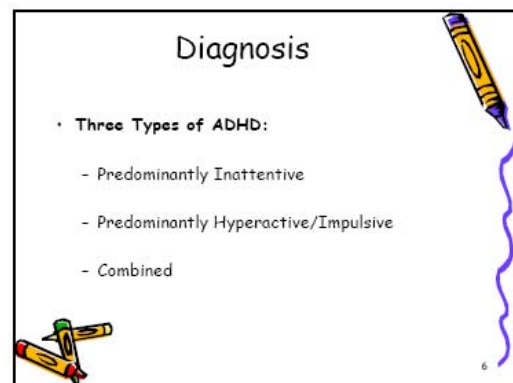 Diagnosis
• Three Types of ADHD:
– Predominantly Inattentive
– Predominantly Hyperactive/Impulsive
– Combined
6